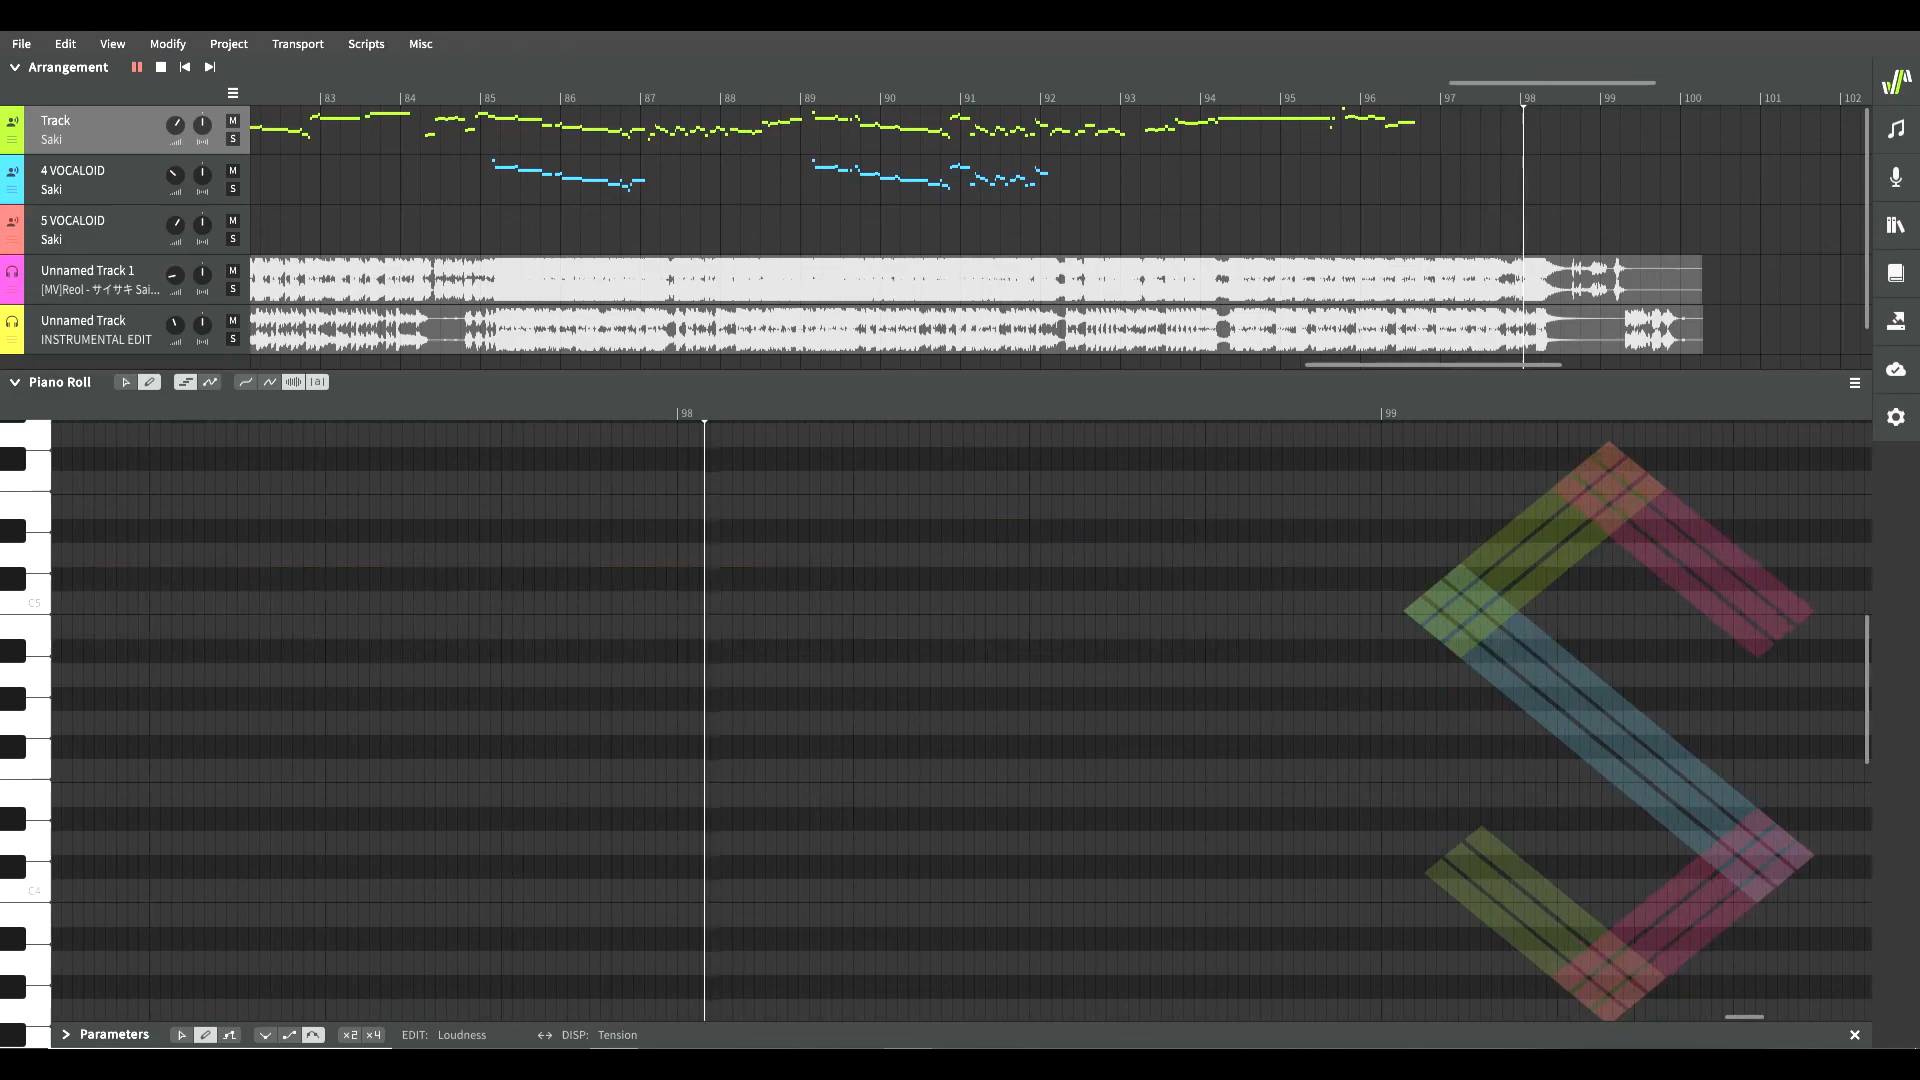 File Edit View Modify Project Transport Scripts Misc
Arrangement
83 84 85 86 87 88 89 90 91 92 93 94 95 96 97 98 99 100 101 102
Track M
Saki S
4 VOCALOID M
Saki S
5 VOCALOID M
Saki S
Unnamed Track 1 M
[MV]Reol - サイサキ Sai... S
Unnamed Track M
INSTRUMENTAL EDIT S
Piano Roll |a|
98 99
C5
C4
Parameters ×2 ×4 EDIT: Loudness DISP: Tension